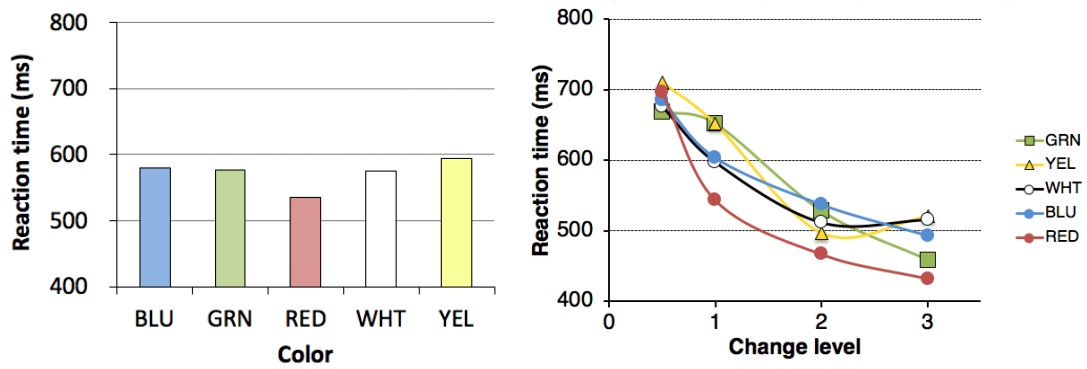 Reaction time (ms)
800
700
600
500
400
BLU GRN RED WHT YEL
Color
Reaction time (ms)
800
700
600
500
400
0 1 2 3
Change level
GRN
YEL
WHT
BLU
RED